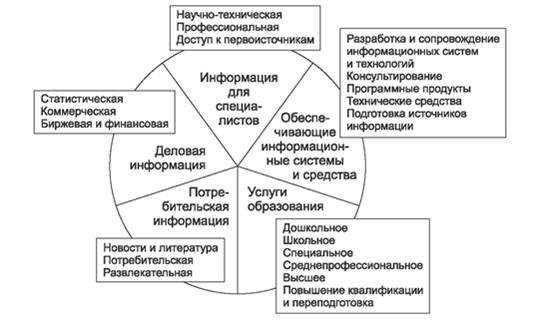 Научно-техническая
Профессиональная
Доступ к первоисточникам
Разработка и сопровождение
информационных систем
и технологий
Консультирование
Программные продукты
Технические средства
Подготовка источников
информации
Информация
для
специа-
листов
Статистическая
Коммерческая
Биржевая и финансовая
Обеспе-
чивающие
информацион-
ные системы
и средства
Деловая
информация
Потре-
бительская
информация
Услуги
образования
Новости и литература
Потребительская
Развлекательная
Дошкольное
Школьное
Специальное
Среднепрофессиональное
Высшее
Повышение квалификации
и переподготовка